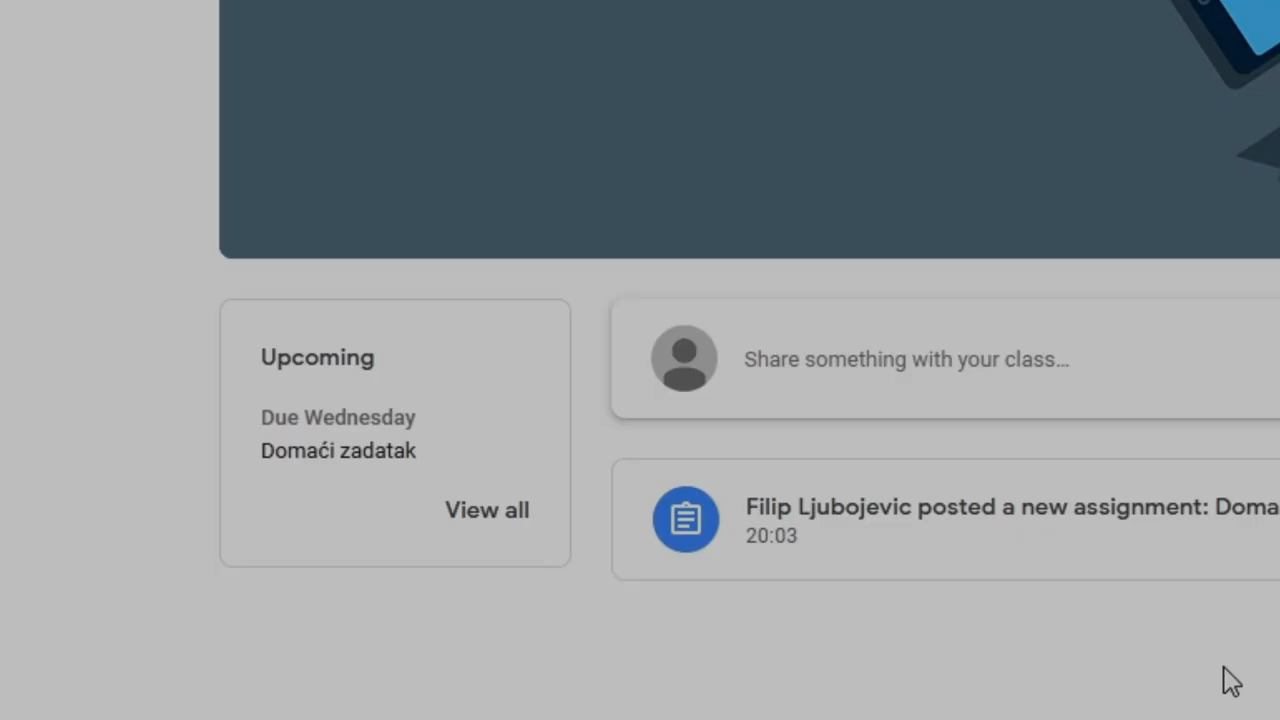 Upcoming
Due Wednesday
Domaći zadatak
View all
Share something with your class...
Filip Ljubojevic posted a new assignment: Doma
20:03